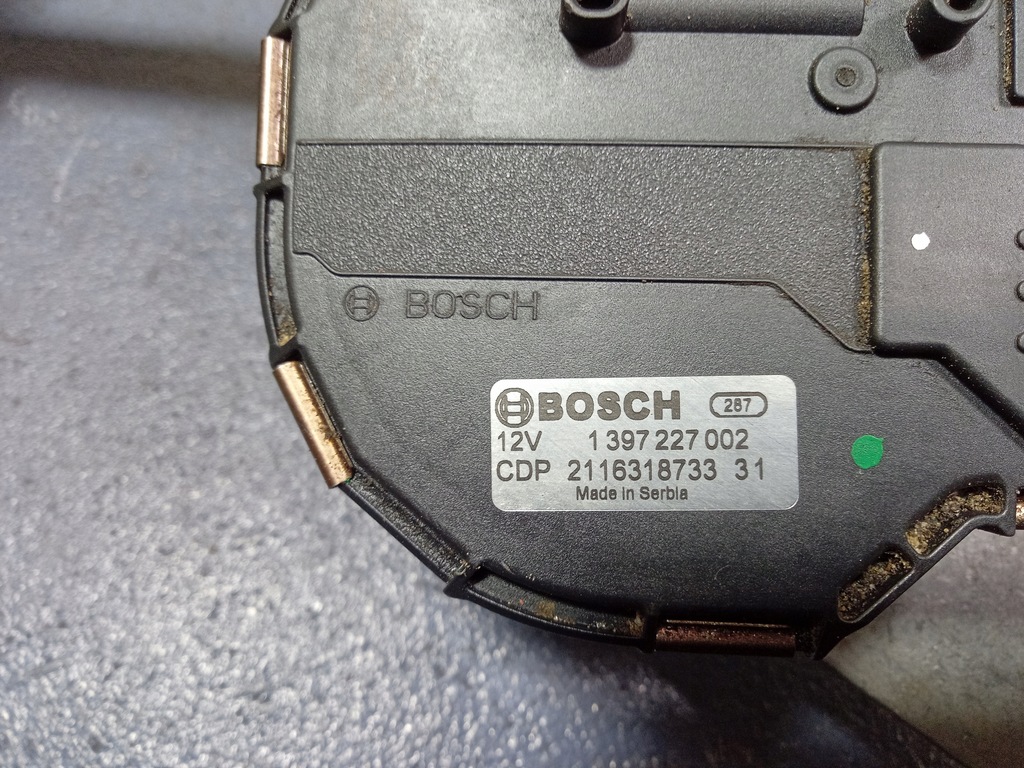 BOSCH
BOSCH 287
12V 1 397 227 002
CDP 2116318733 31
Made in Serbia